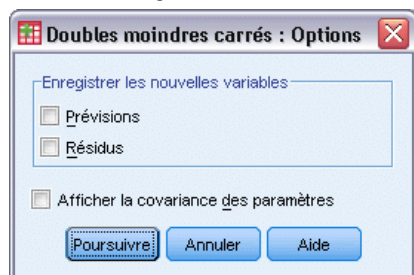 Doubles moindres carrés : Options
Enregistrer les nouvelles variables
Prévisions
Résidus
Afficher la covariance des paramètres
Poursuivre Annuler Aide